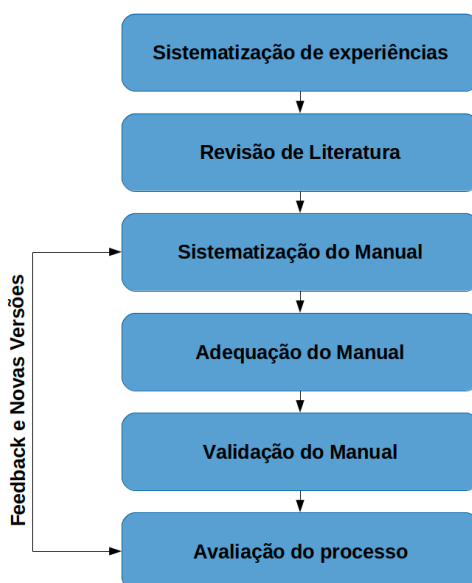 Sistematização de experiências
Revisão de Literatura
Sistematização do Manual
Adequação do Manual
Validação do Manual
Avaliação do processo
Feedback e Novas Versões